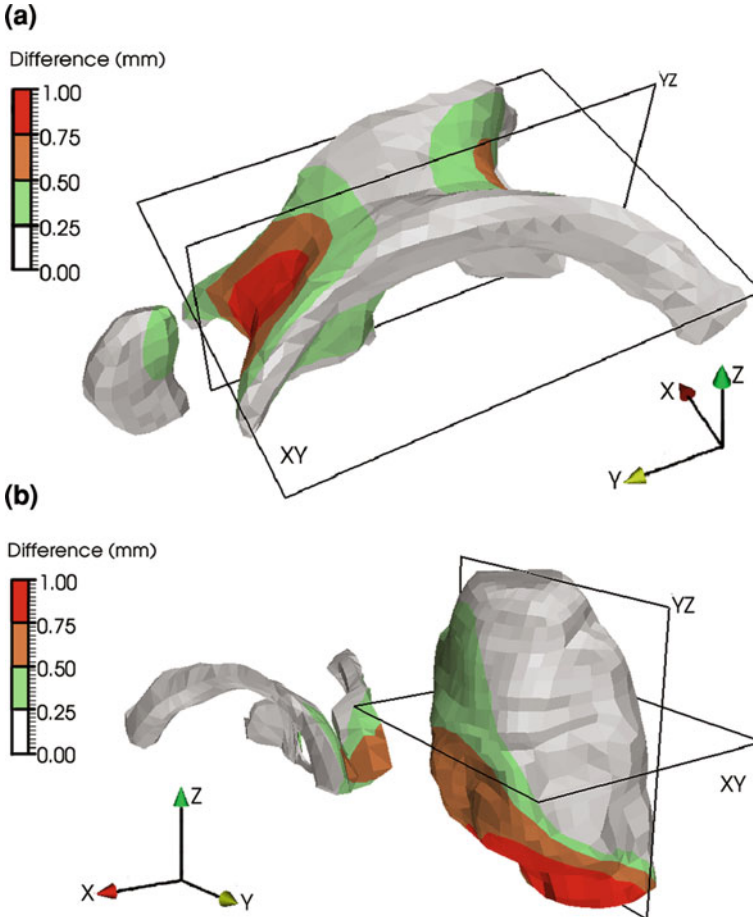 (a)
Difference (mm)
1.00
0.75
0.50
0.25
0.00
YZ
XY
X
Z
Y
(b)
Difference (mm)
1.00
0.75
0.50
0.25
0.00
YZ
XY
Z
X
Y